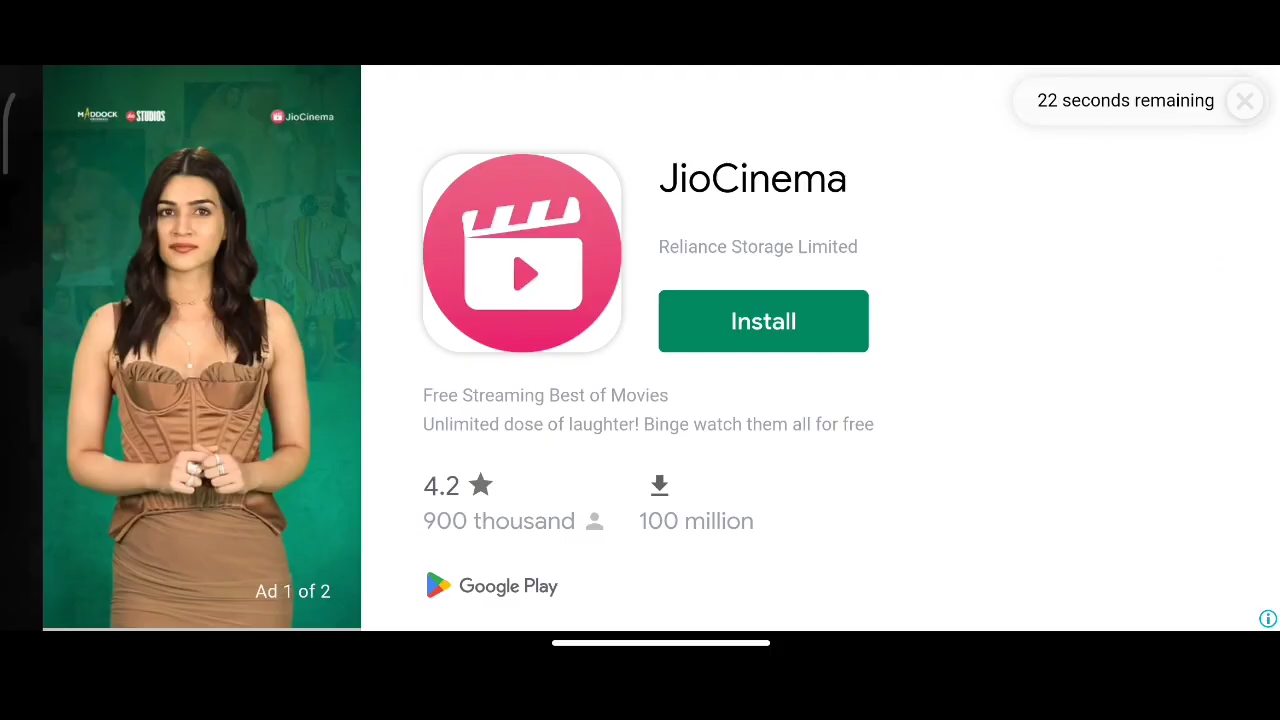 MADDOCK
STUDIOS
JioCinema
22 seconds remaining
JioCinema
Reliance Storage Limited
Install
Free Streaming Best of Movies
Unlimited dose of laughter! Binge watch them all for free
4.2
900 thousand
100 million
Ad 1 of 2
Google Play